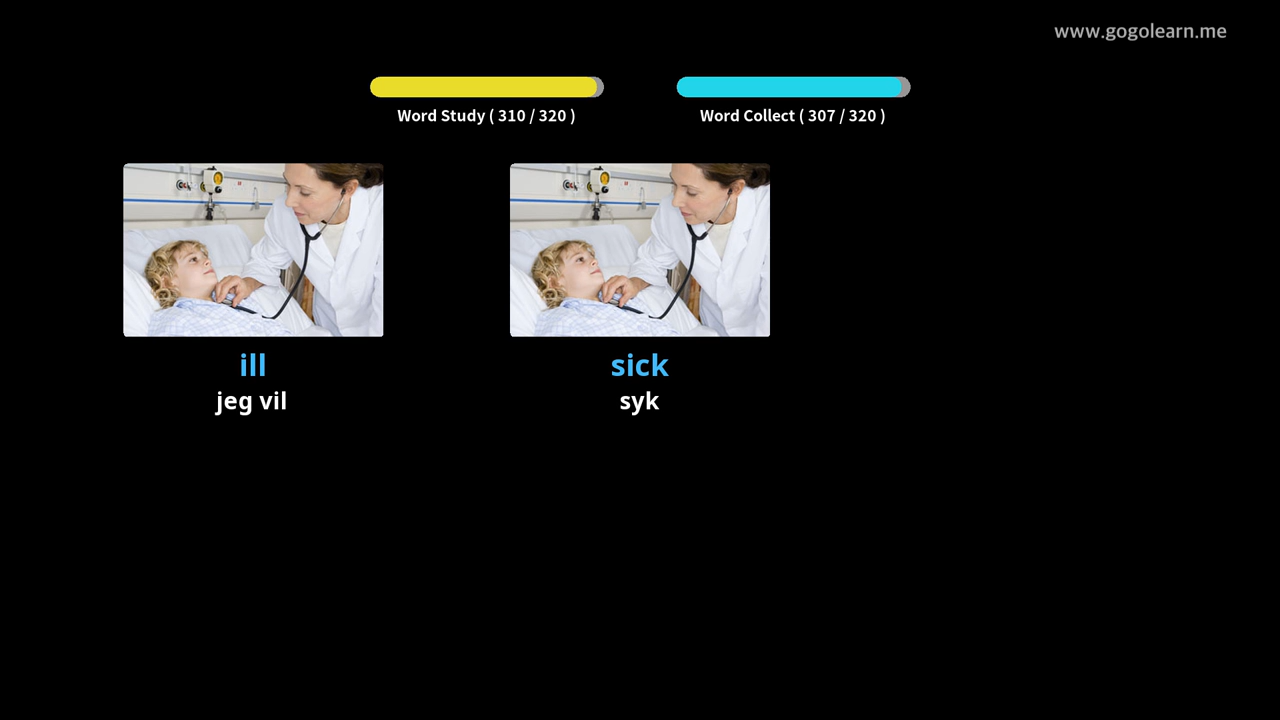 www.gogolearn.me
Word Study ( 310 / 320 )
Word Collect ( 307 / 320 )
ill
jeg vil
sick
syk